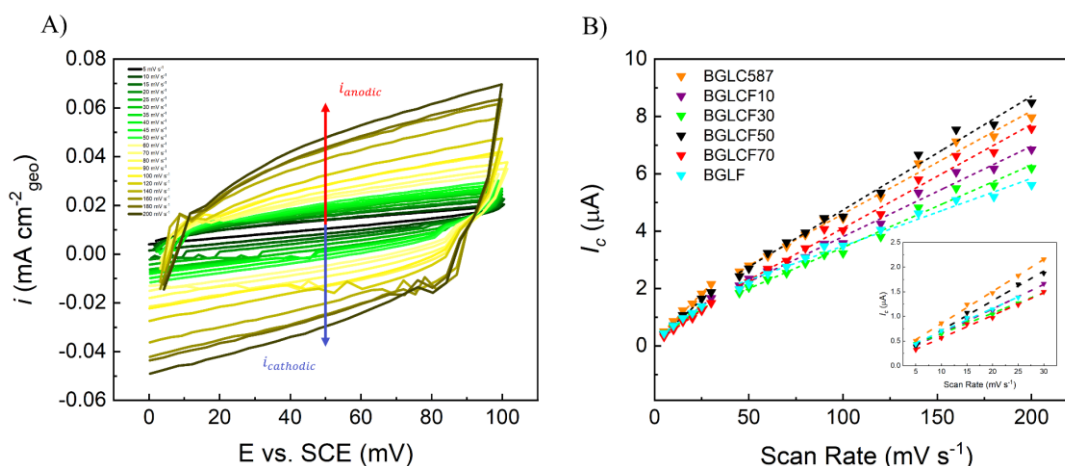 A)
i (mA cm⁻²geo)
0.08
0.06
0.04
0.02
0.00
-0.02
-0.04
-0.06
5 mV s⁻¹
10 mV s⁻¹
15 mV s⁻¹
20 mV s⁻¹
25 mV s⁻¹
30 mV s⁻¹
35 mV s⁻¹
40 mV s⁻¹
45 mV s⁻¹
50 mV s⁻¹
60 mV s⁻¹
70 mV s⁻¹
80 mV s⁻¹
90 mV s⁻¹
100 mV s⁻¹
120 mV s⁻¹
140 mV s⁻¹
160 mV s⁻¹
180 mV s⁻¹
200 mV s⁻¹
i anodic
i cathodic
0 20 40 60 80 100
E vs. SCE (mV)
B)
I c (μA)
10
8
6
4
2
0
BGLC587
BGLCF10
BGLCF30
BGLCF50
BGLCF70
BGLF
I c (μA)
2.5
2.0
1.5
1.0
0.5
0.0
5 10 15 20 25 30
Scan Rate (mV s⁻¹)
0 50 100 150 200
Scan Rate (mV s⁻¹)